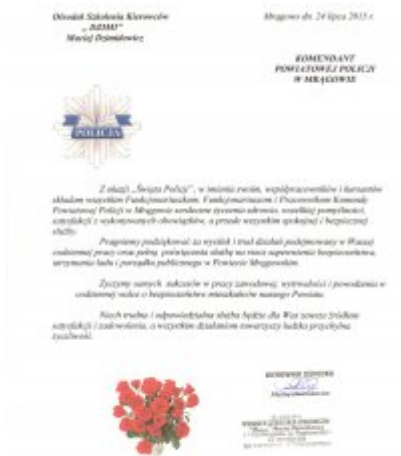 Ośrodek Szkolenia Kierowców
Maciej
Mrągowo dn. 24 lipca 2015 r.
KOMENDANT
POWIATOWEJ POLICJI
W MRĄGOWIE
POLICJA
Z okazji „Święta Policji”, w imieniu swoim, współpracowników i kursantów
składam wszystkim Funkcjonariuszkom, Funkcjonariuszom i Pracownikom Komendy
Powiatowej Policji w Mrągowie serdeczne życzenia zdrowia, wszelkiej pomyślności,
satysfakcji z wykonywanych obowiązków, a przede wszystkim spokojnej i bezpiecznej
służby.
Pragniemy podziękować za wysiłek i trud działań podejmowany w Waszej
codziennej pracy oraz pełną poświęcenia służbę na rzecz zapewnienia bezpieczeństwa,
utrzymania ładu i porządku publicznego w Powiecie Mrągowskim.
Życzymy samych sukcesów w pracy zawodowej, wytrwałości i powodzenia w
codziennej walce o bezpieczeństwo mieszkańców naszego Powiatu.
Niech trudna i odpowiedzialna służba będzie dla Was zawsze źródłem
satysfakcji i zadowolenia, a wszystkim działaniom towarzyszy ludzka przychylna
życzliwość.
KIEROWNIK OŚRODKA